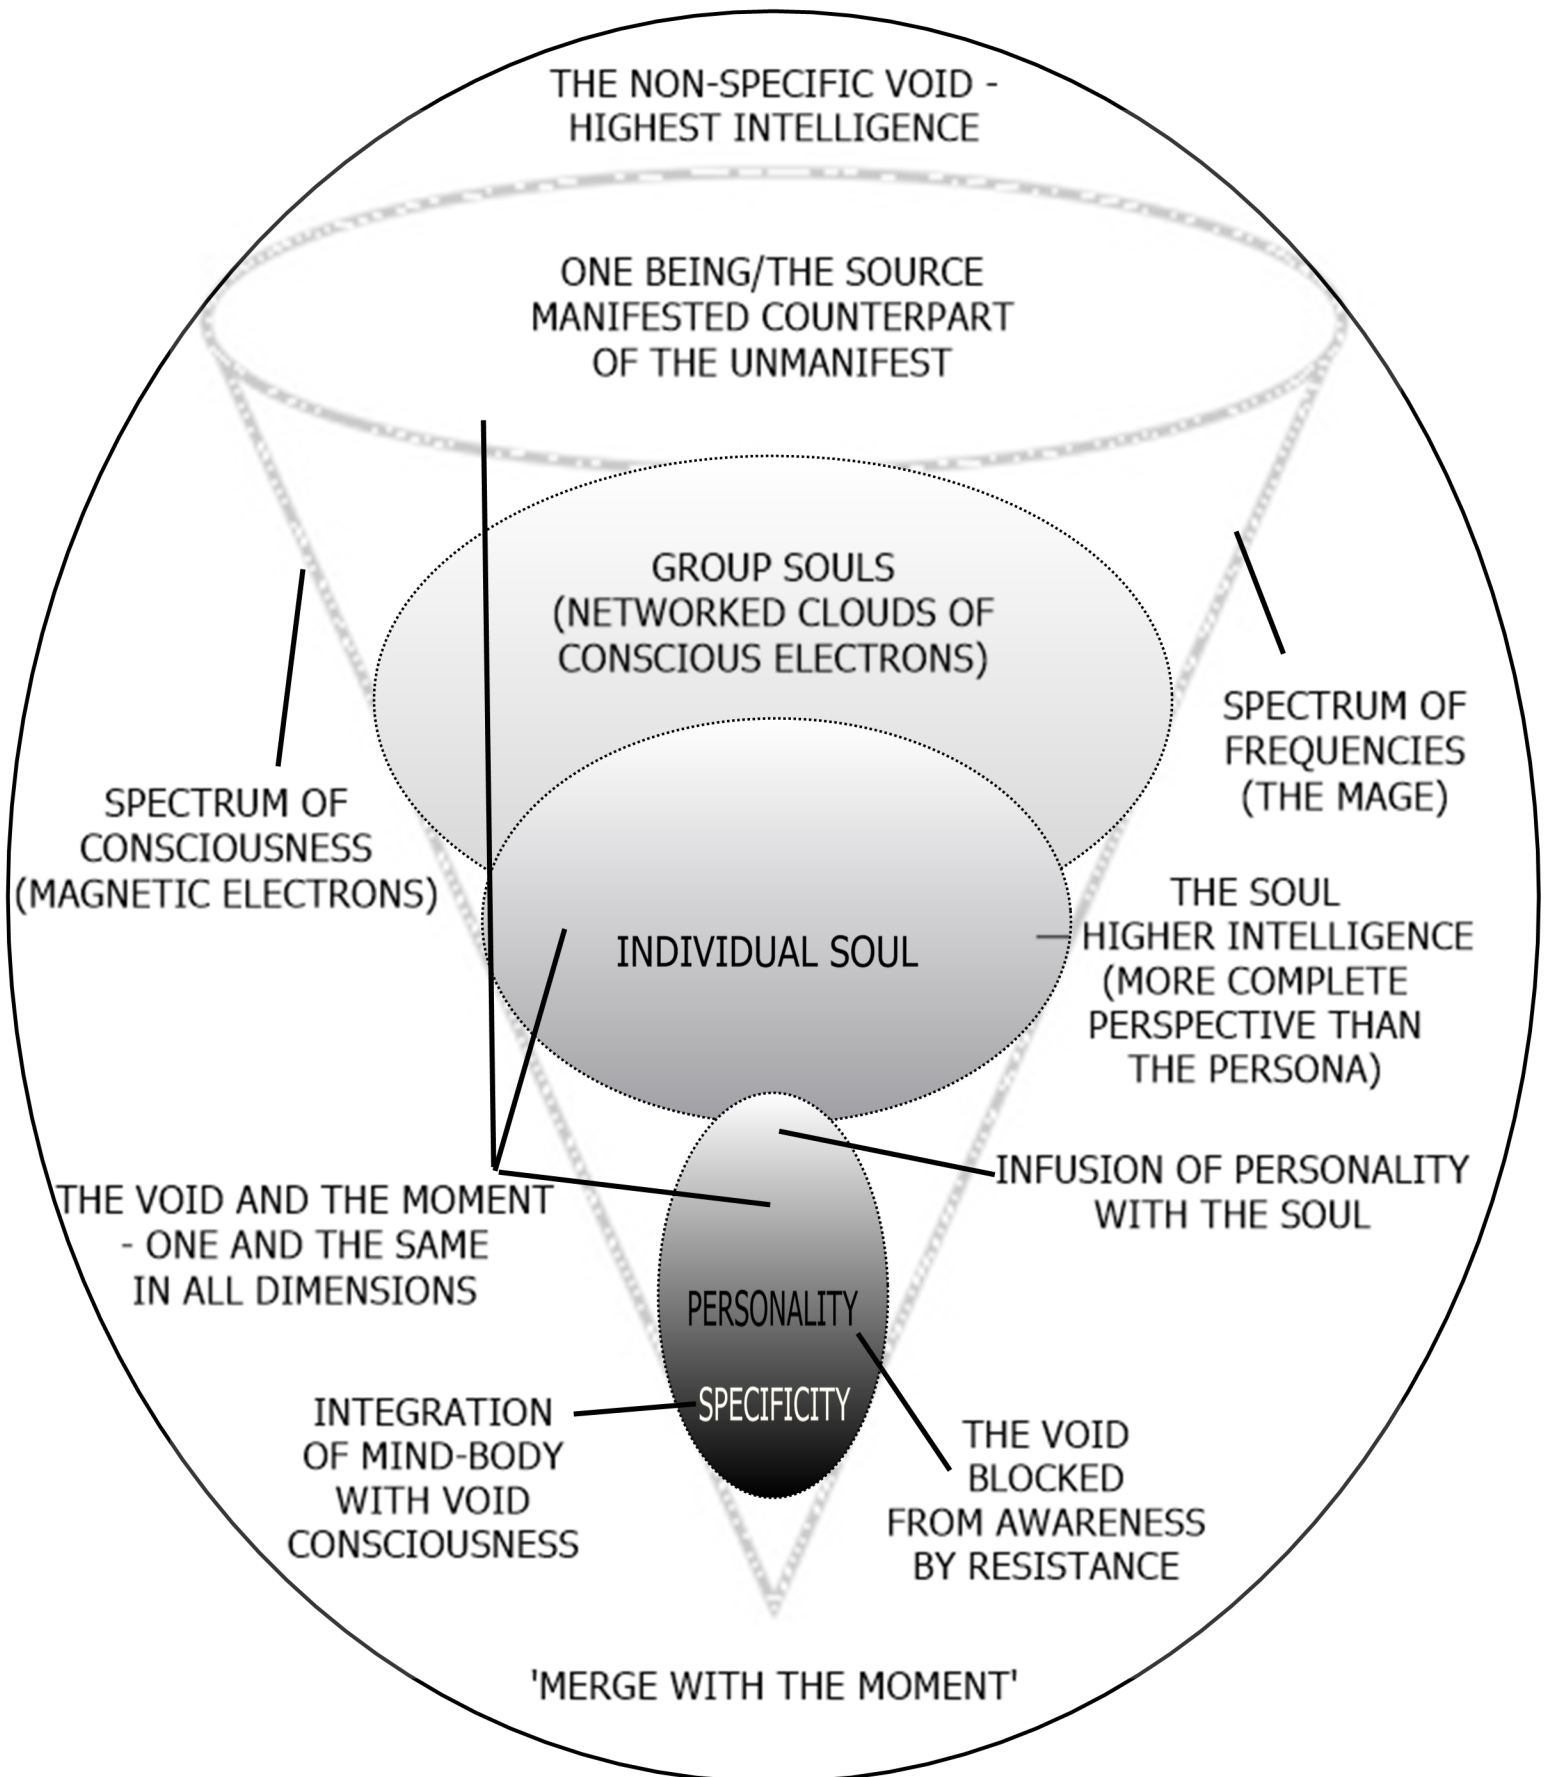 THE NON-SPECIFIC VOID -
HIGHEST INTELLIGENCE
ONE BEING/THE SOURCE
MANIFESTED COUNTERPART
OF THE UNMANIFEST
GROUP SOULS
(NETWORKED CLOUDS OF
CONSCIOUS ELECTRONS)
SPECTRUM OF
FREQUENCIES
(THE MAGE)
SPECTRUM OF
CONSCIOUSNESS
(MAGNETIC ELECTRONS)
THE SOUL
HIGHER INTELLIGENCE
(MORE COMPLETE
PERSPECTIVE THAN
THE PERSONA)
INDIVIDUAL SOUL
INFUSION OF PERSONALITY
WITH THE SOUL
THE VOID AND THE MOMENT
- ONE AND THE SAME
IN ALL DIMENSIONS
PERSONALITY
SPECIFICITY
INTEGRATION
OF MIND-BODY
WITH VOID
CONSCIOUSNESS
THE VOID
BLOCKED
FROM AWARENESS
BY RESISTANCE
'MERGE WITH THE MOMENT'